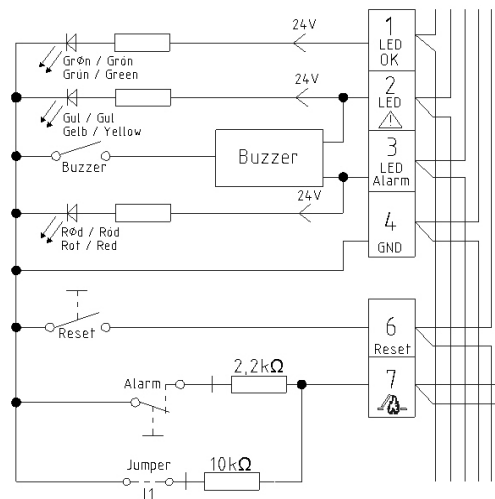 24V
1
LED
OK
Grøn / Grön
Grün / Green
24V
2
LED
Gul / Gul
Gelb / Yellow
Buzzer
Buzzer
3
LED
Alarm
24V
Rød / Röd
Rot / Red
4
GND
Reset
6
Reset
Alarm
2,2kΩ
7
Jumper
J1
10kΩ